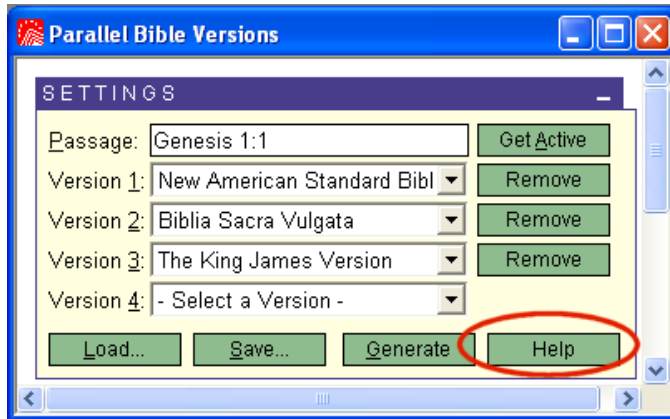 Parallel Bible Versions
SETTINGS
Passage: Genesis 1:1 Get Active
Version 1: New American Standard Bibl Remove
Version 2: Biblia Sacra Vulgata Remove
Version 3: The King James Version Remove
Version 4: - Select a Version -
Load... Save... Generate Help